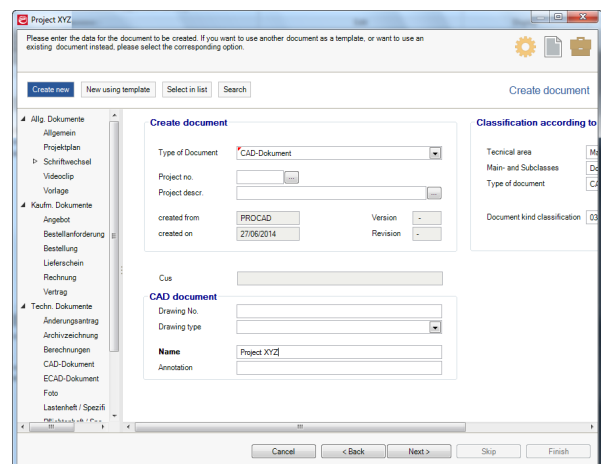 Project XYZ
Please enter the data for the document to be created. If you want to use another document as a template, or want to use an
existing document instead, please select the corresponding option.
Create new New using template Select in list Search Create document
Allg. Dokumente
Allgemein
Projektplan
Schriftwechsel
Videoclip
Vorlage
Kaufm. Dokumente
Angebot
Bestellanforderung
Bestellung
Lieferschein
Rechnung
Vertrag
Techn. Dokumente
Änderungsantrag
Archivzeichnung
Berechnungen
CAD-Dokument
ECAD-Dokument
Foto
Lastenheft / Spezifi
Create document
Type of Document CAD-Dokument
Project no. ...
Project descr. ...
created from PROCAD Version -
created on 27/06/2014 Revision -
Cus
CAD document
Drawing No.
Drawing type
Name Project XYZ
Annotation
Classification according to
Tecnical area Ma
Main- and Subclasses Do
Type of document CA
Document kind classification 03
Cancel < Back Next > Skip Finish